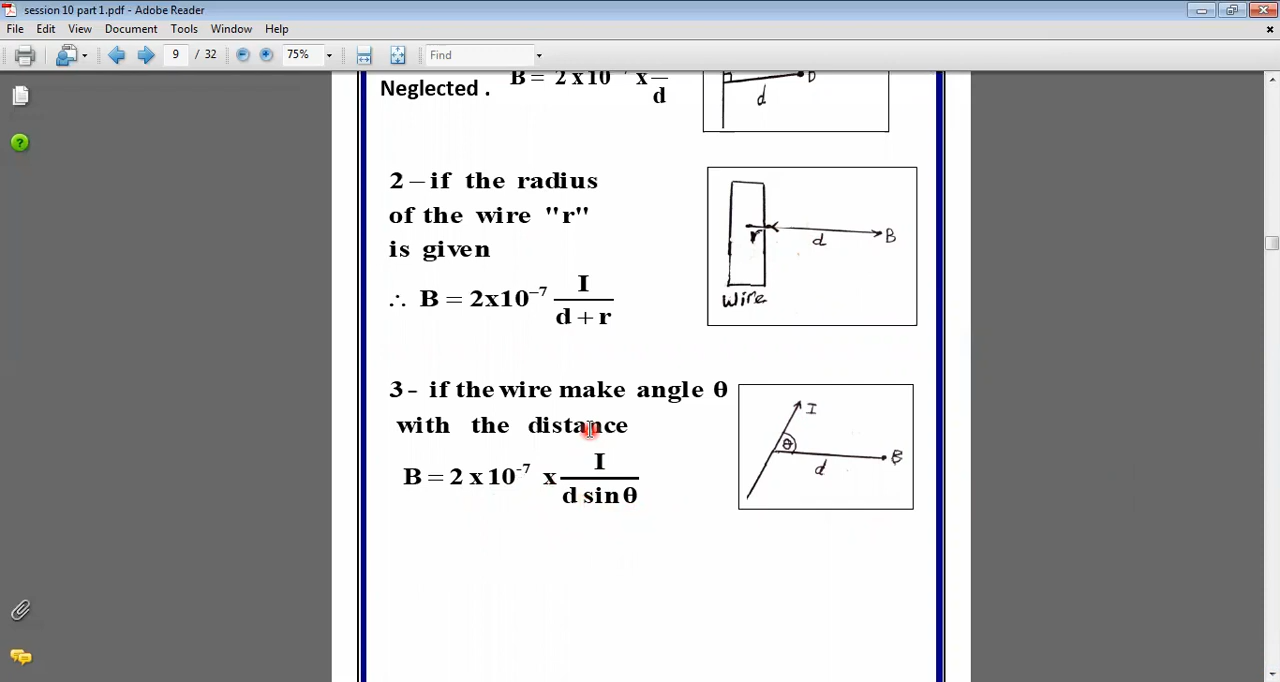 session 10 part 1.pdf - Adobe Reader
File Edit View Document Tools Window Help
9 / 32 75% Find
Neglected . B = 2 x 10 x — d
d
2 – if the radius
of the wire "r"
is given
∴ B = 2x10⁻⁷ I / d + r
r d B
wire
3 - if the wire make angle θ
with the distance
B = 2 x 10⁻⁷ x I / d sin θ
I
θ
d B